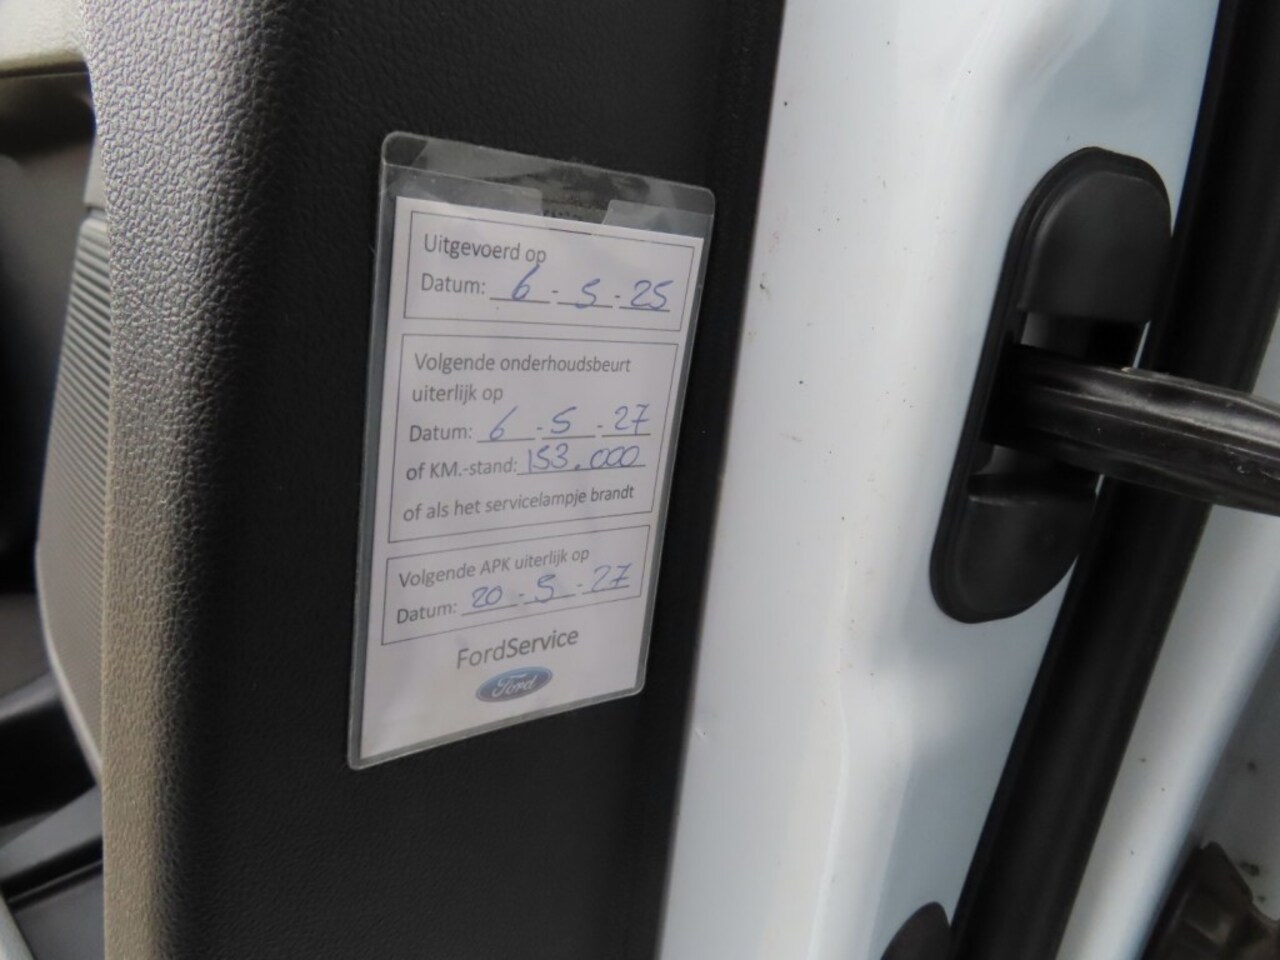 Uitgevoerd op
Datum: 6 - 5 - 25
Volgende onderhoudsbeurt
uiterlijk op
Datum: 6 - 5 - 27
of KM.-stand: 153.000
of als het servicelampje brandt
Volgende APK uiterlijk op
Datum: 20 - 5 - 27
FordService
Ford